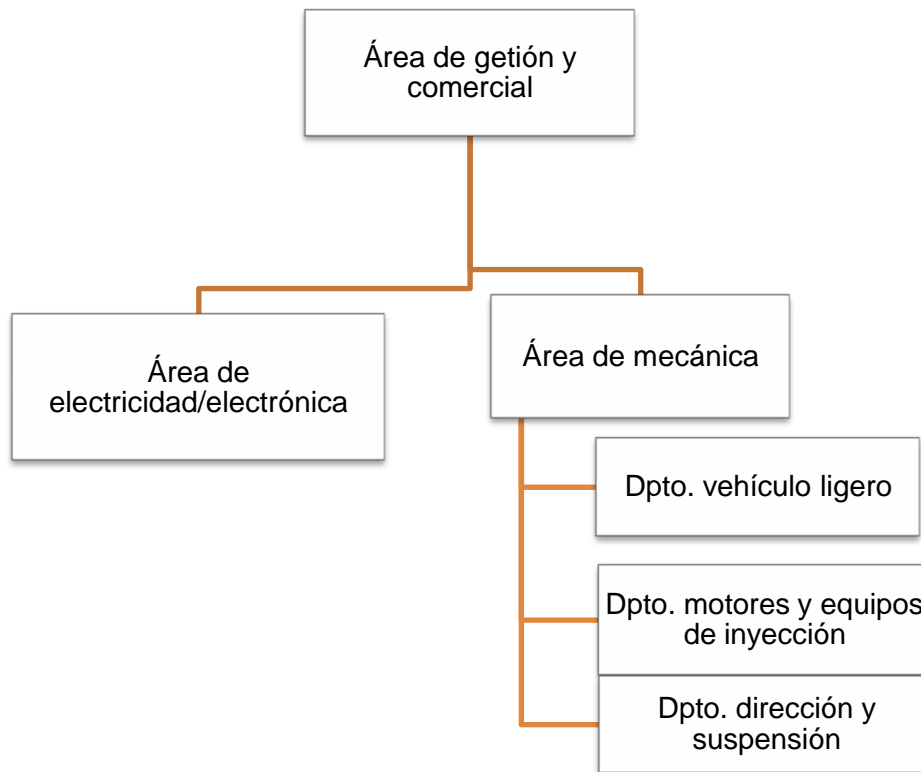 Área de getión y
comercial
Área de
electricidad/electrónica
Área de mecánica
Dpto. vehículo ligero
Dpto. motores y equipos
de inyección
Dpto. dirección y
suspensión